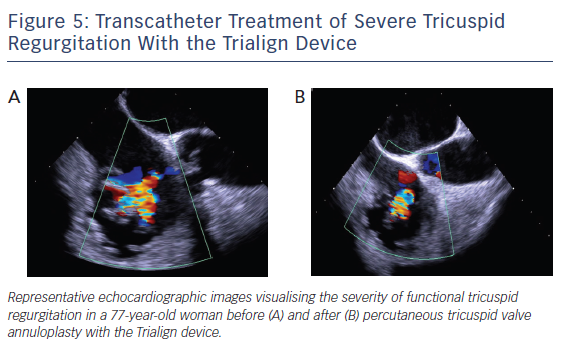 Figure 5: Transcatheter Treatment of Severe Tricuspid
Regurgitation With the Trialign Device
A
B
Representative echocardiographic images visualising the severity of functional tricuspid
regurgitation in a 77-year-old woman before (A) and after (B) percutaneous tricuspid valve
annuloplasty with the Trialign device.